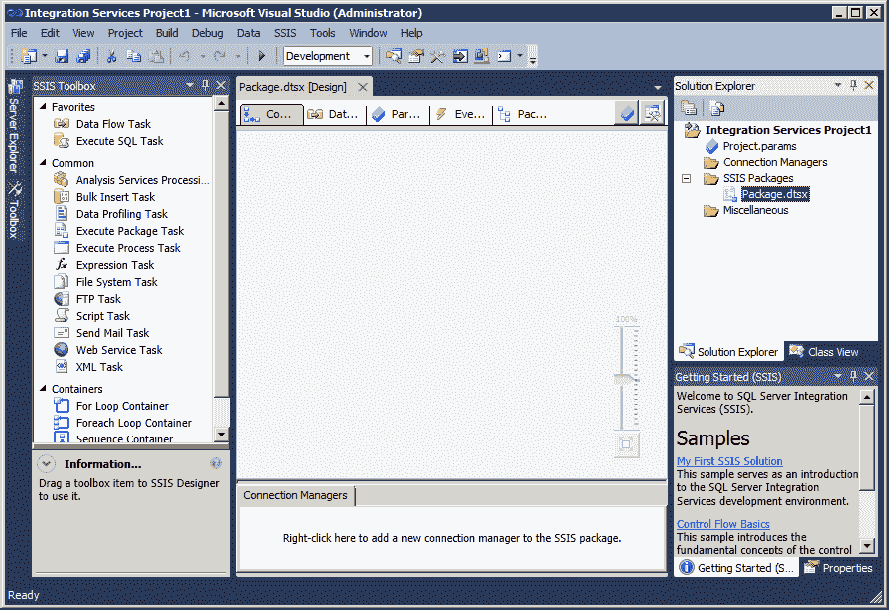 Integration Services Project1 - Microsoft Visual Studio (Administrator)
File Edit View Project Build Debug Data SSIS Tools Window Help
Development
Server Explorer
Toolbox
SSIS Toolbox
Favorites
Data Flow Task
Execute SQL Task
Common
Analysis Services Processi...
Bulk Insert Task
Data Profiling Task
Execute Package Task
Execute Process Task
Expression Task
File System Task
FTP Task
Script Task
Send Mail Task
Web Service Task
XML Task
Containers
For Loop Container
Foreach Loop Container
Sequence Container
Information...
Drag a toolbox item to SSIS Designer
to use it.
Package.dtsx [Design]
Co... Dat... Par... Eve... Pac...
100%
Connection Managers
Right-click here to add a new connection manager to the SSIS package.
Solution Explorer
Integration Services Project1
Project.params
Connection Managers
SSIS Packages
Package.dtsx
Miscellaneous
Solution Explorer Class View
Getting Started (SSIS)
Welcome to SQL Server Integration
Services (SSIS).
Samples
My First SSIS Solution
This sample serves as an introduction
to the SQL Server Integration
Services development environment.
Control Flow Basics
This sample introduces the
fundamental concepts of the control
Getting Started (S... Properties
Ready